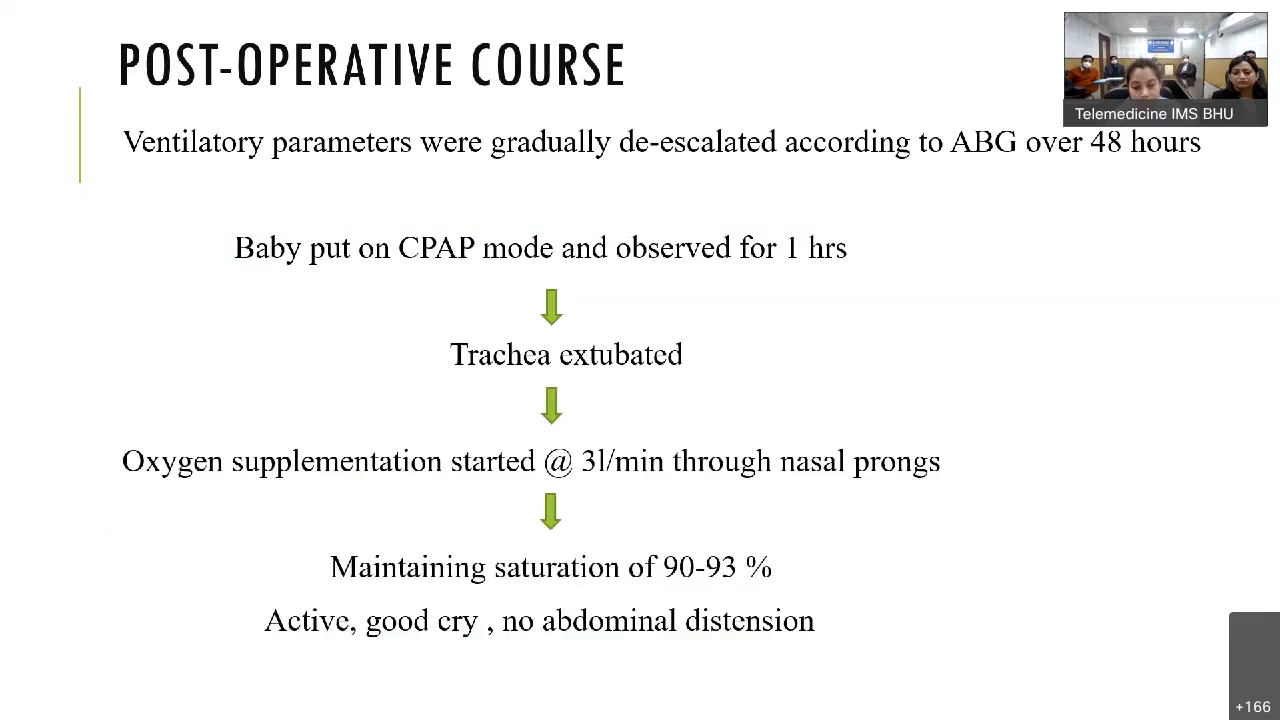 POST-OPERATIVE COURSE
Telemedicine IMS BHU
Ventilatory parameters were gradually de-escalated according to ABG over 48 hours
Baby put on CPAP mode and observed for 1 hrs
Trachea extubated
Oxygen supplementation started @ 3l/min through nasal prongs
Maintaining saturation of 90-93 %
Active, good cry , no abdominal distension
+166